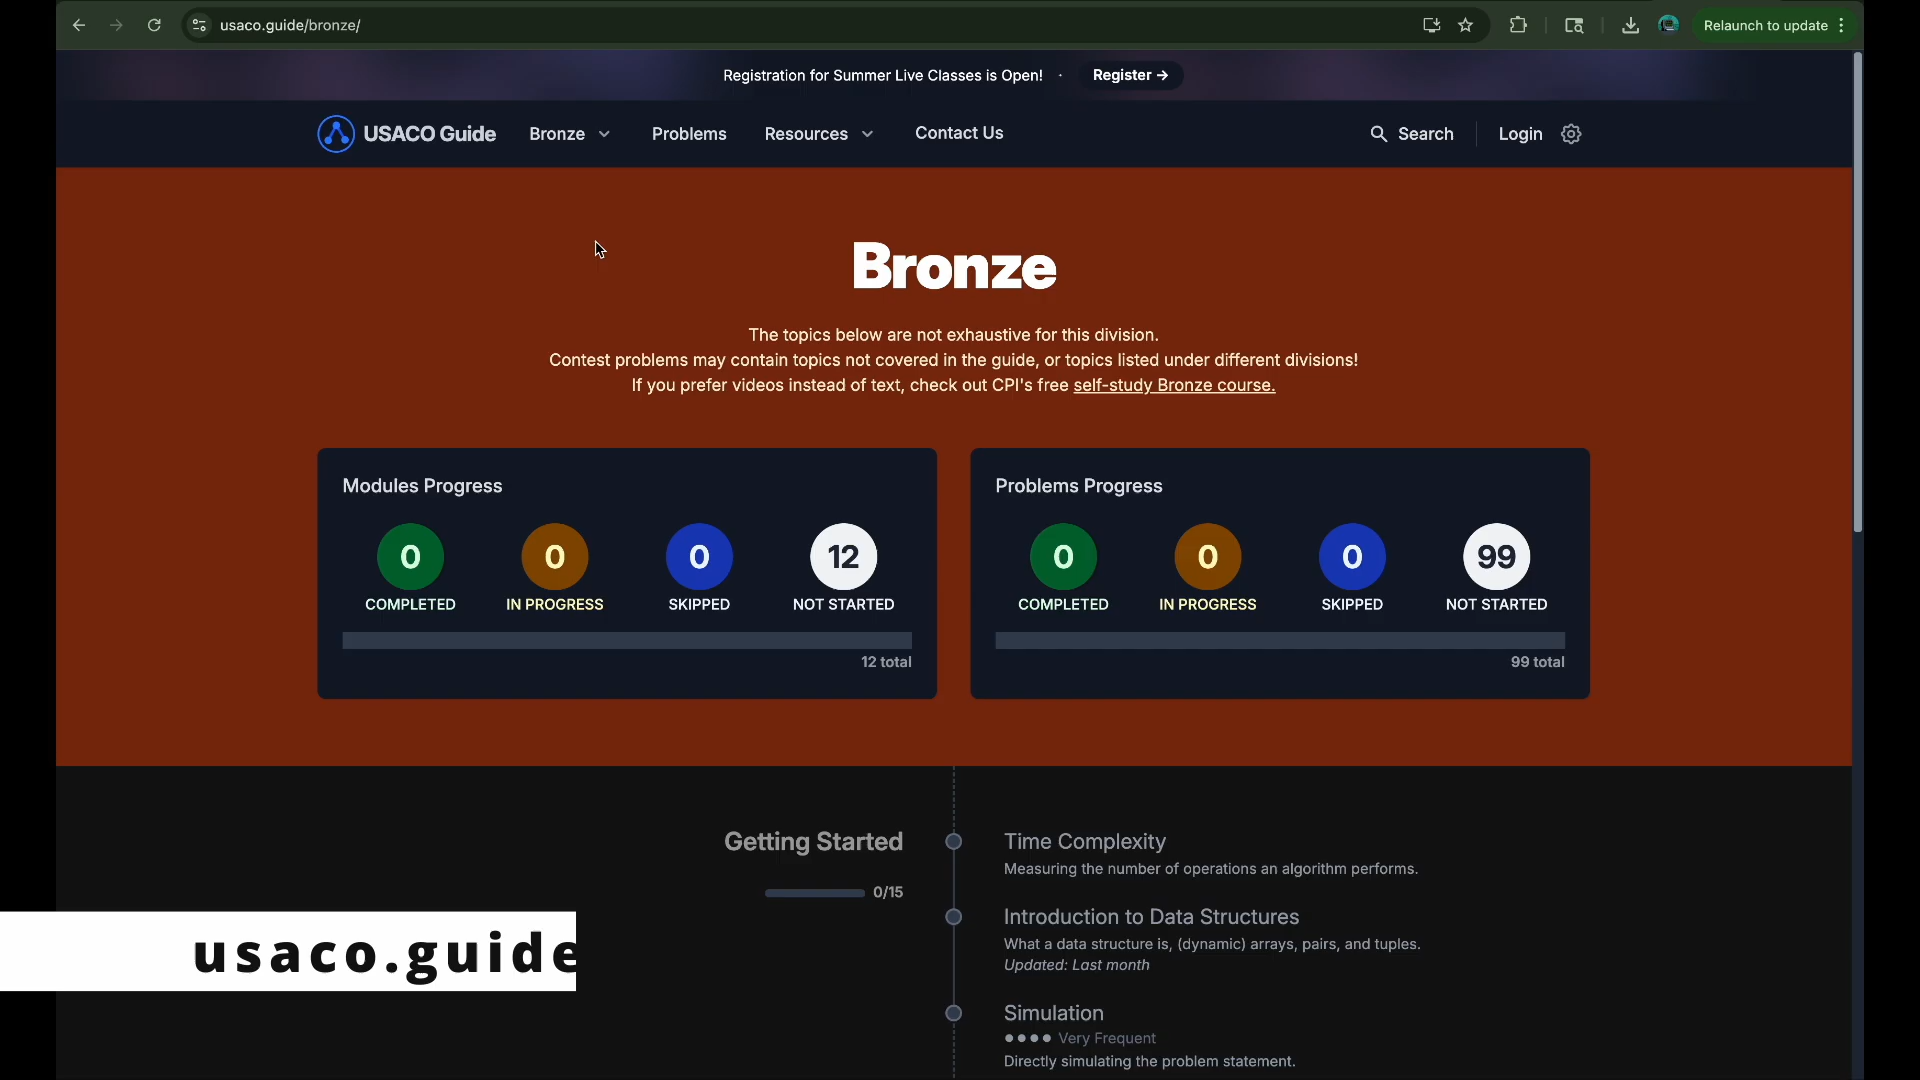 usaco.guide/bronze/
Relaunch to update
Registration for Summer Live Classes is Open! · Register →
USACO Guide
Bronze
Problems
Resources
Contact Us
Search
Login
Bronze
The topics below are not exhaustive for this division.
Contest problems may contain topics not covered in the guide, or topics listed under different divisions!
If you prefer videos instead of text, check out CPI's free self-study Bronze course.
Modules Progress
0 0 0 12
COMPLETED IN PROGRESS SKIPPED NOT STARTED
12 total
Problems Progress
0 0 0 99
COMPLETED IN PROGRESS SKIPPED NOT STARTED
99 total
Getting Started
0/15
Time Complexity
Measuring the number of operations an algorithm performs.
Introduction to Data Structures
What a data structure is, (dynamic) arrays, pairs, and tuples.
Updated: Last month
Simulation
Very Frequent
Directly simulating the problem statement.
usaco.guide